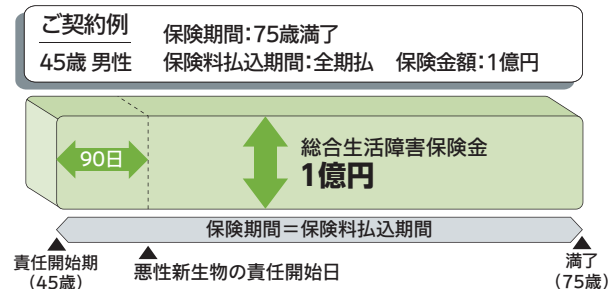 ご契約例
45歳 男性
保険期間:75歳満了
保険料払込期間:全期払 保険金額:1億円
90日
総合生活障害保険金
1億円
保険期間=保険料払込期間
責任開始期
(45歳)
悪性新生物の責任開始日
満了
(75歳)